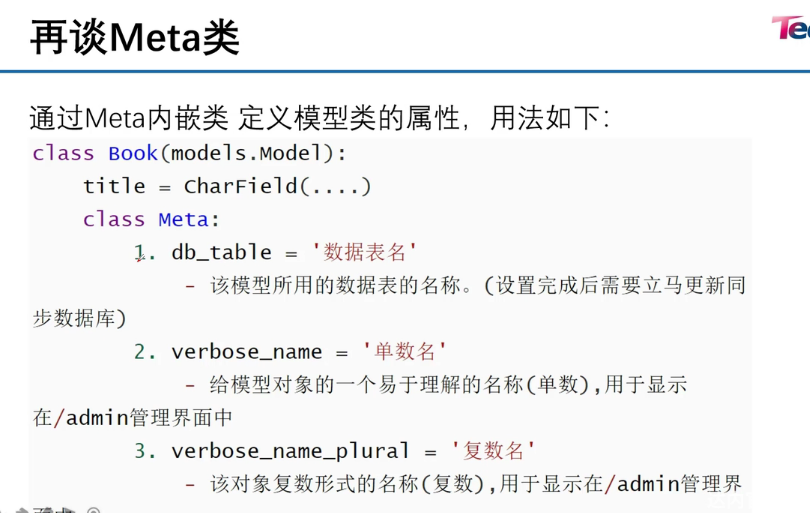 再谈Meta类
通过Meta内嵌类 定义模型类的属性，用法如下：
class Book(models.Model):
title = CharField(....)
class Meta:
1. db_table = '数据表名'
- 该模型所用的数据表的名称。(设置完成后需要立马更新同
步数据库)
2. verbose_name = '单数名'
- 给模型对象的一个易于理解的名称(单数),用于显示
在/admin管理界面中
3. verbose_name_plural = '复数名'
- 该对象复数形式的名称(复数),用于显示在/admin管理界